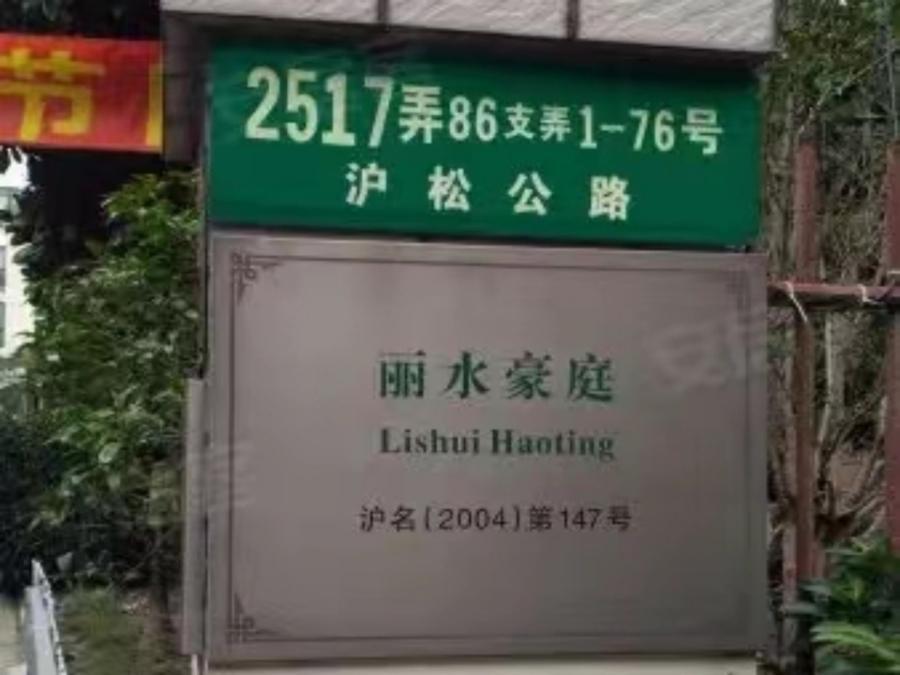 节
2517弄86支弄1-76号
沪松公路
丽水豪庭
Lishui Haoting
沪名(2004)第147号